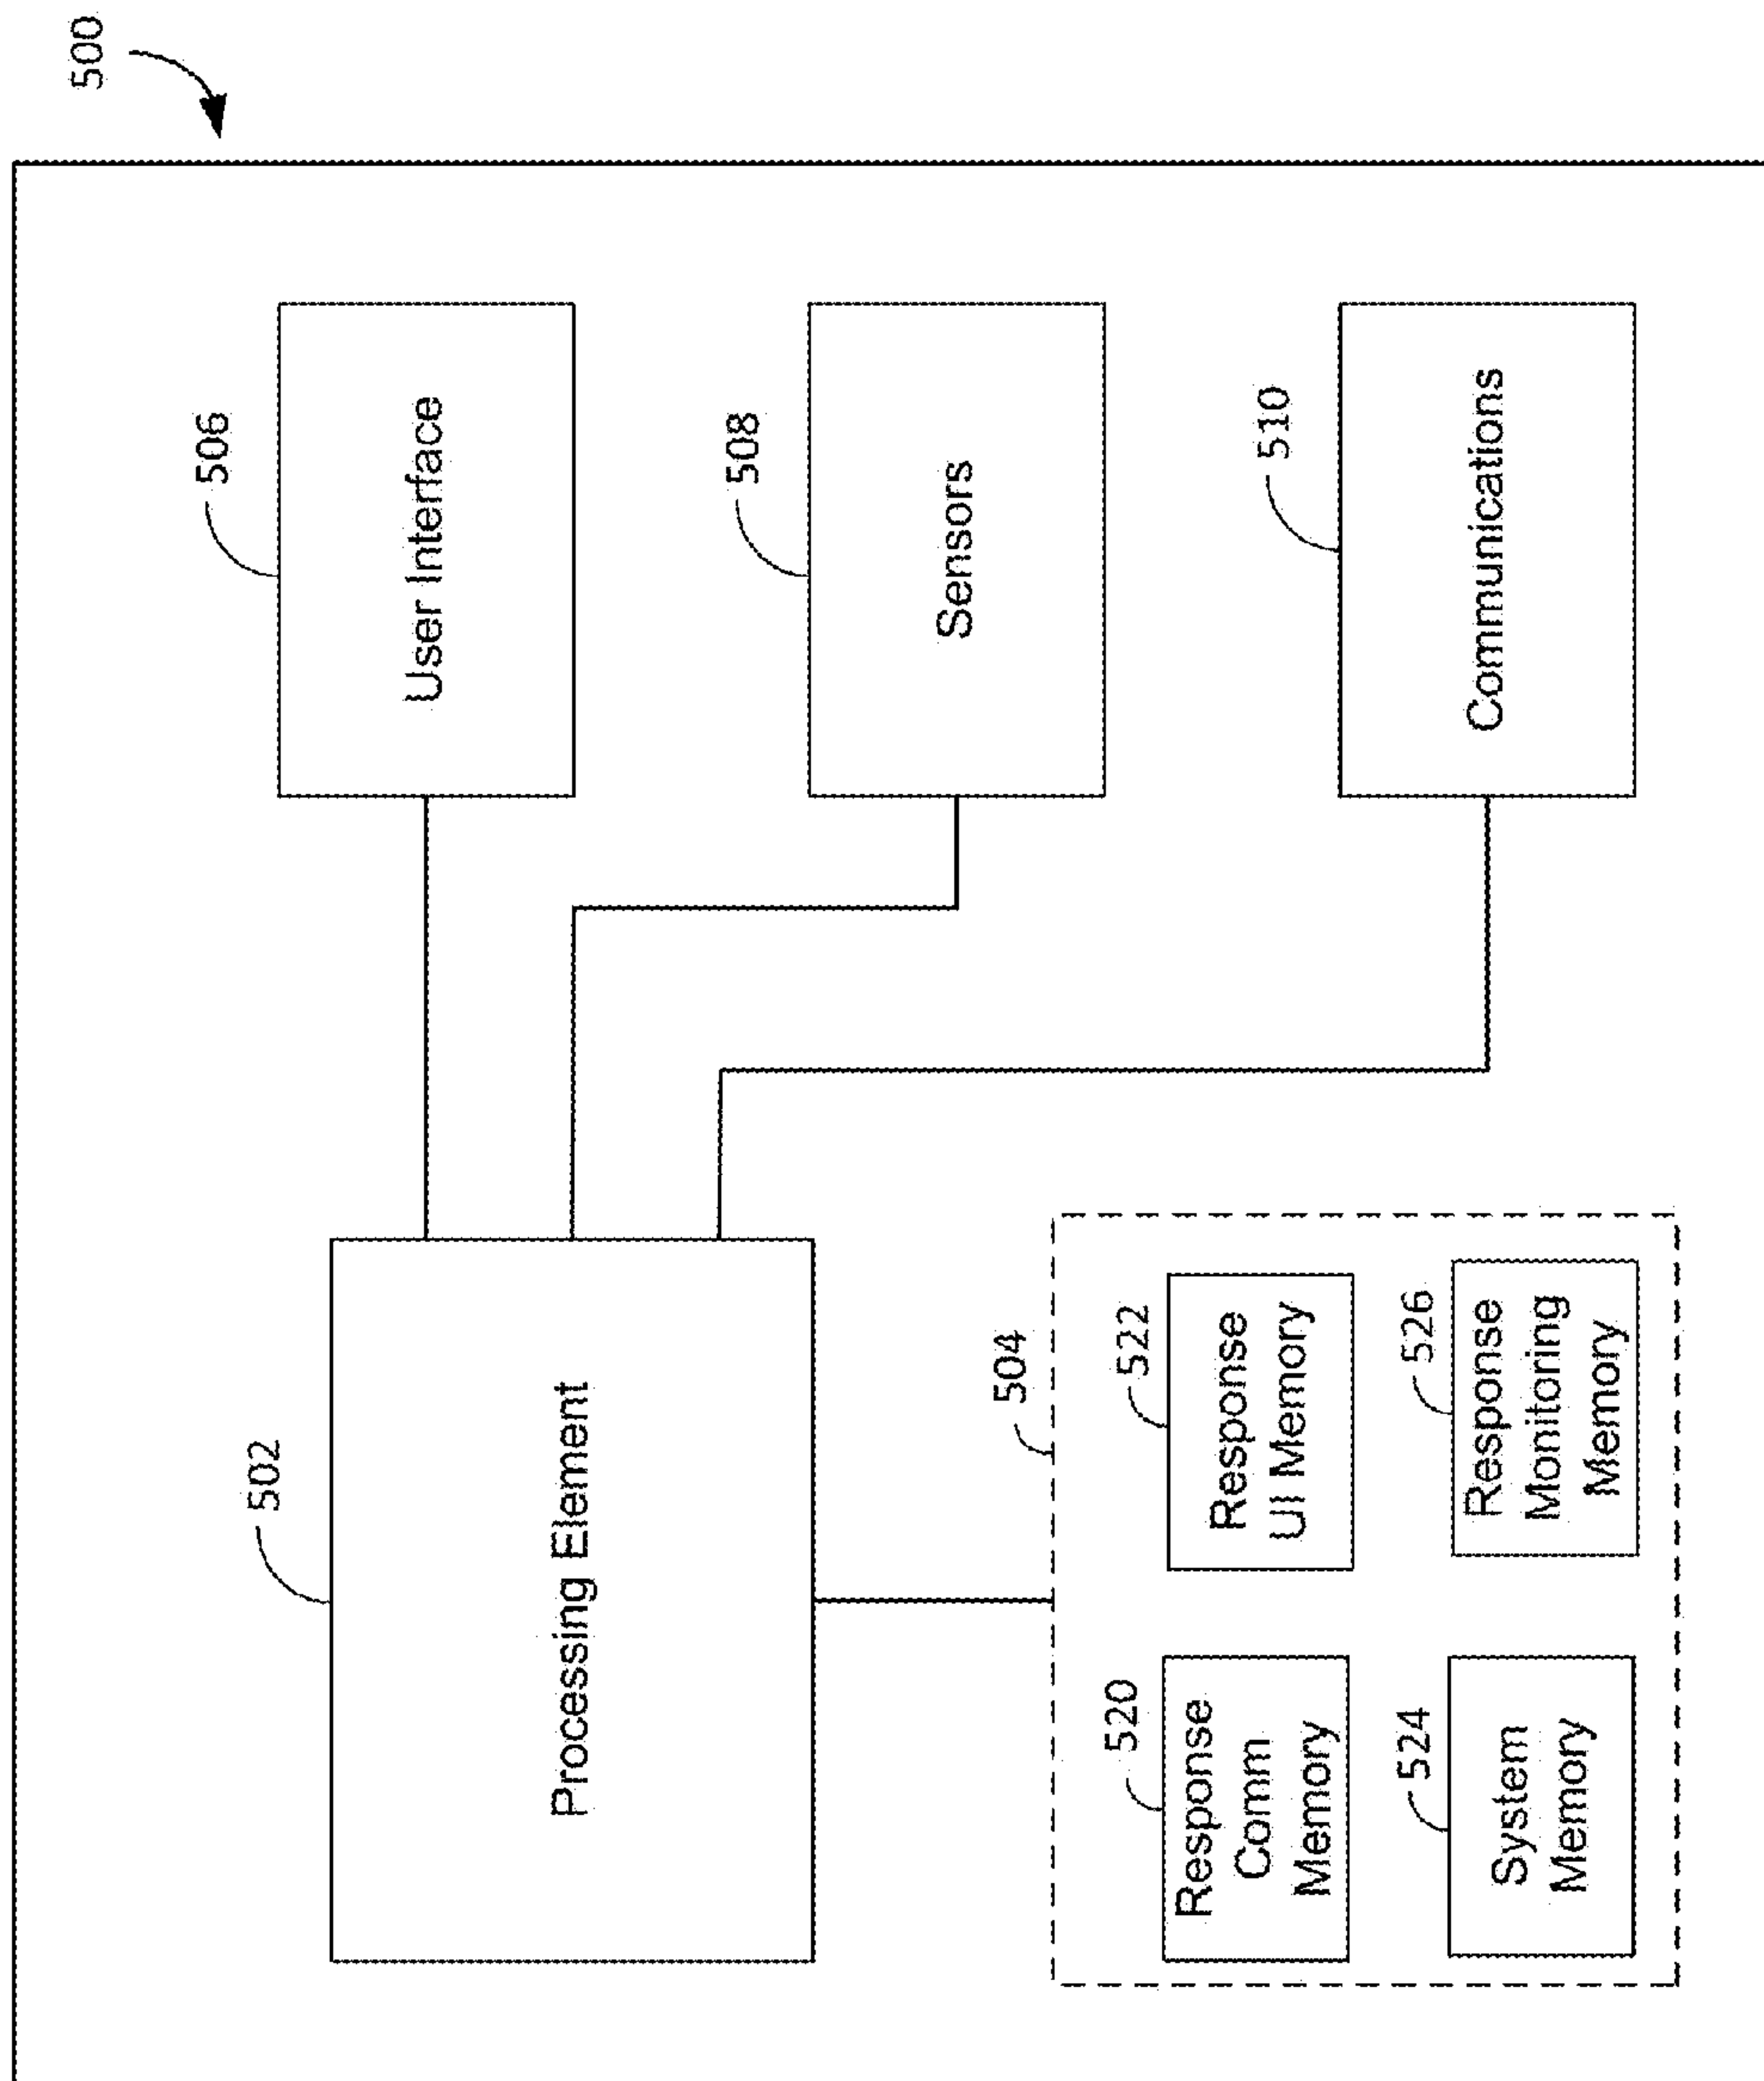 500
502
Processing Element
506
User Interface
508
Sensors
510
Communications
504
520
Response
Comm
Memory
522
Response
UI Memory
524
System
Memory
526
Response
Monitoring
Memory